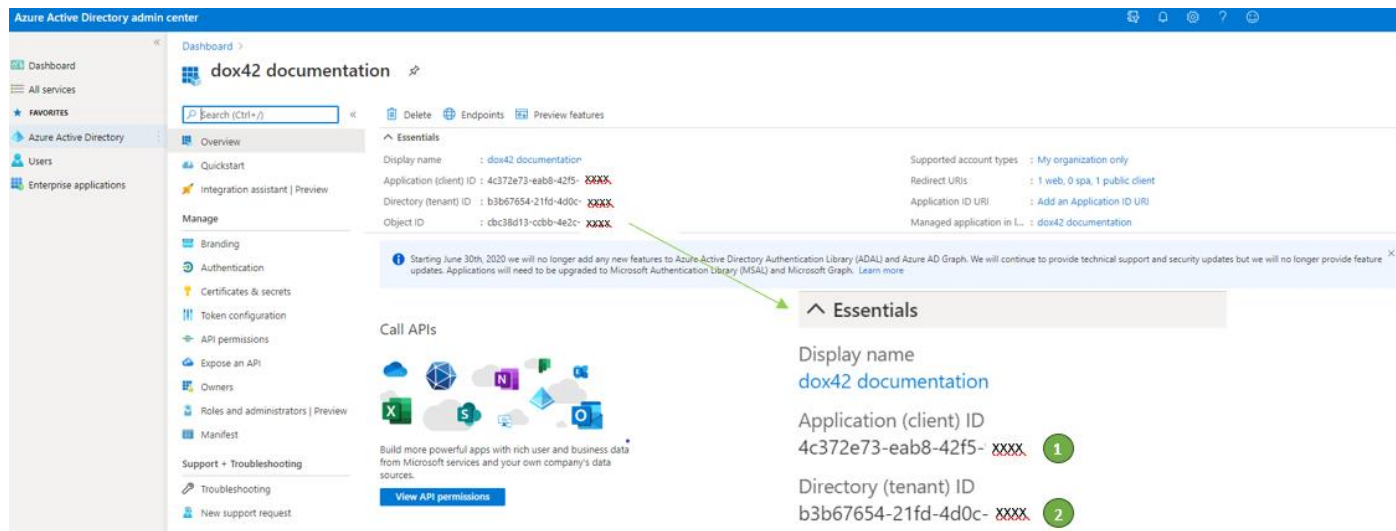 Azure Active Directory admin center
Dashboard
All services
FAVORITES
Azure Active Directory
Users
Enterprise applications
Dashboard >
dox42 documentation
Search (Ctrl+/)
Overview
Quickstart
Integration assistant | Preview
Manage
Branding
Authentication
Certificates & secrets
Token configuration
API permissions
Expose an API
Owners
Roles and administrators | Preview
Manifest
Support + Troubleshooting
Troubleshooting
New support request
Delete Endpoints Preview features
Essentials
Display name : dox42 documentation
Application (client) ID : 4c372e73-eab8-42f5- XXXX
Directory (tenant) ID : b3b67654-21fd-4d0c- XXXX
Object ID : cbc38d13-ccbb-4e2c- XXXX
Supported account types : My organization only
Redirect URIs : 1 web, 0 spa, 1 public client
Application ID URI : Add an Application ID URI
Managed application in l... : dox42 documentation
Starting June 30th, 2020 we will no longer add any new features to Azure Active Directory Authentication Library (ADAL) and Azure AD Graph. We will continue to provide technical support and security updates but we will no longer provide feature
updates. Applications will need to be upgraded to Microsoft Authentication Library (MSAL) and Microsoft Graph. Learn more
Call APIs
Build more powerful apps with rich user and business data
from Microsoft services and your own company's data
sources.
View API permissions
Essentials
Display name
dox42 documentation
Application (client) ID
4c372e73-eab8-42f5- XXXX 1
Directory (tenant) ID
b3b67654-21fd-4d0c- XXXX 2